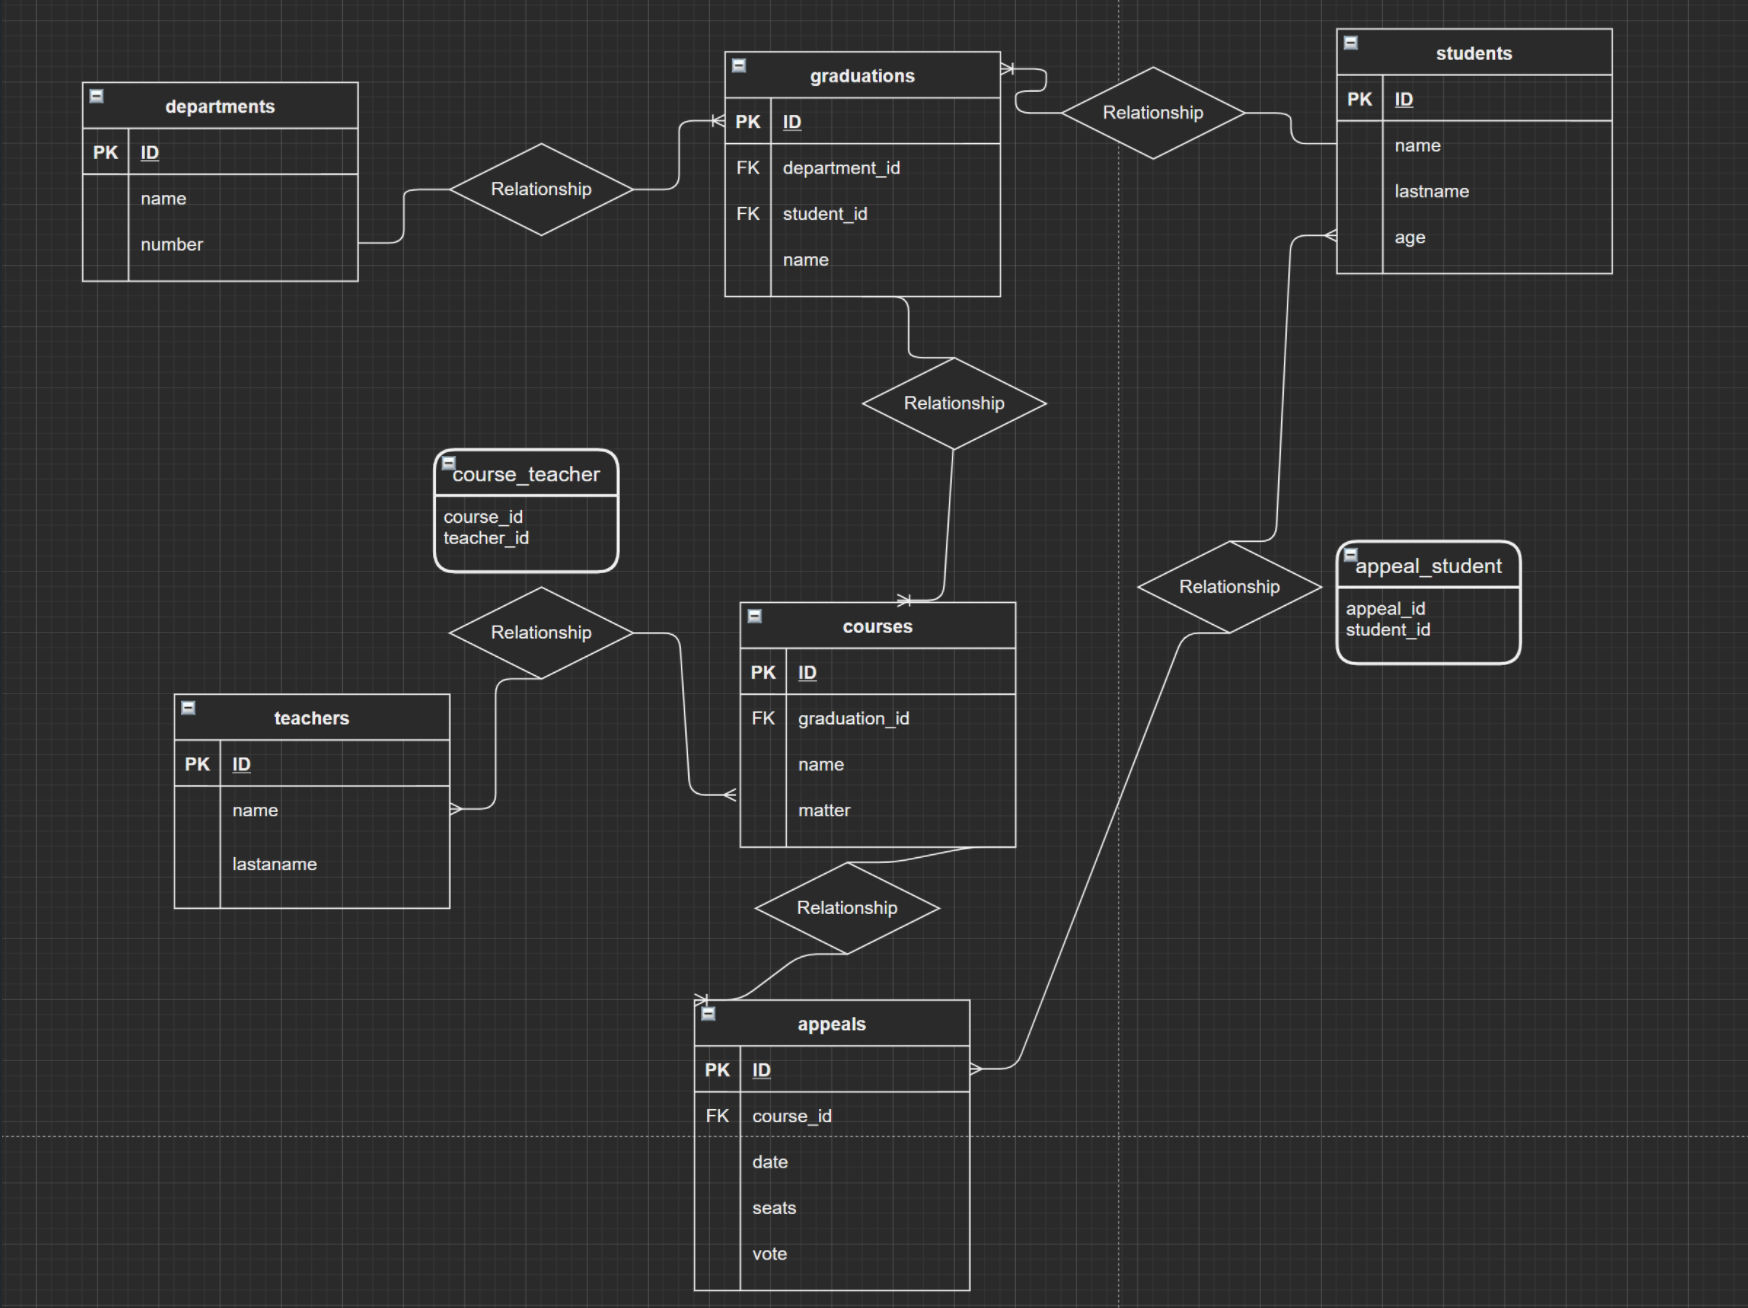 departments
PK ID
name
number
Relationship
graduations
PK ID
FK department_id
FK student_id
name
Relationship
students
PK ID
name
lastname
age
Relationship
course_teacher
course_id
teacher_id
Relationship
teachers
PK ID
name
lastaname
courses
PK ID
FK graduation_id
name
matter
Relationship
appeal_student
appeal_id
student_id
Relationship
appeals
PK ID
FK course_id
date
seats
vote